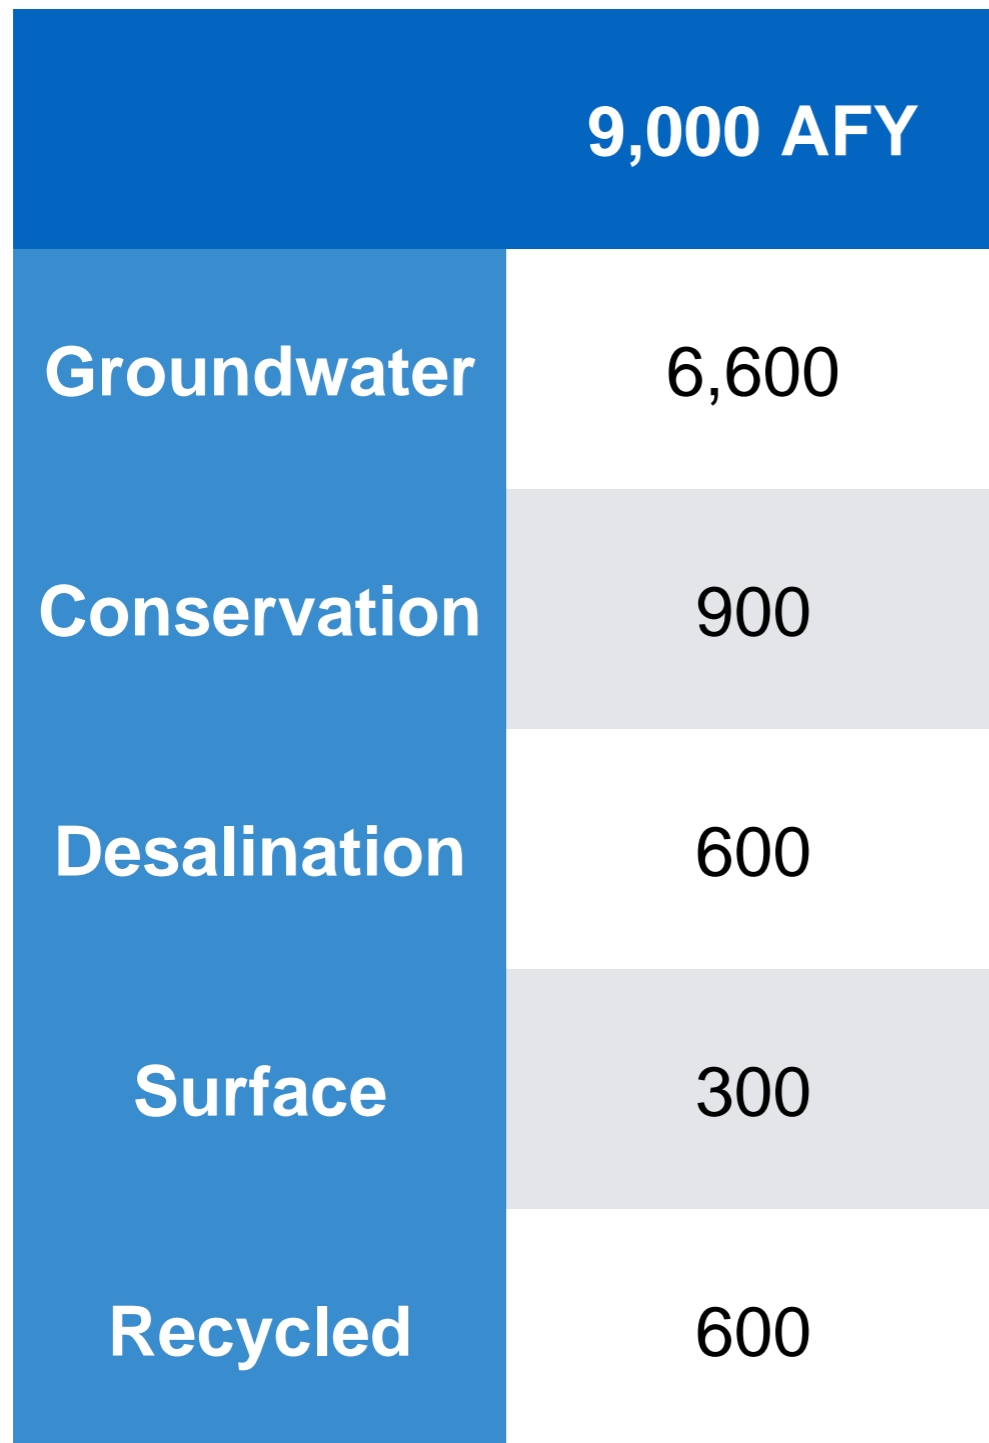 9,000 AFY
Groundwater 6,600
Conservation 900
Desalination 600
Surface 300
Recycled 600